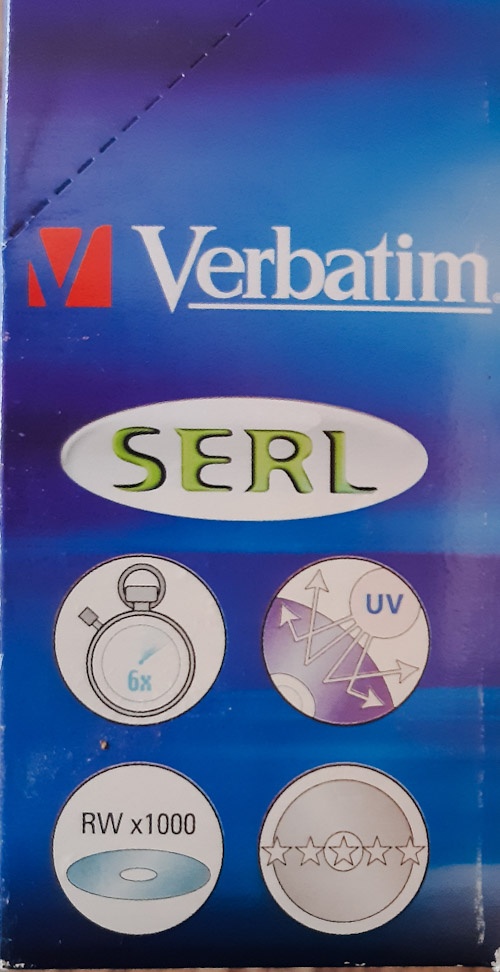 Verbatim.
SERL
6x
UV
RW x1000